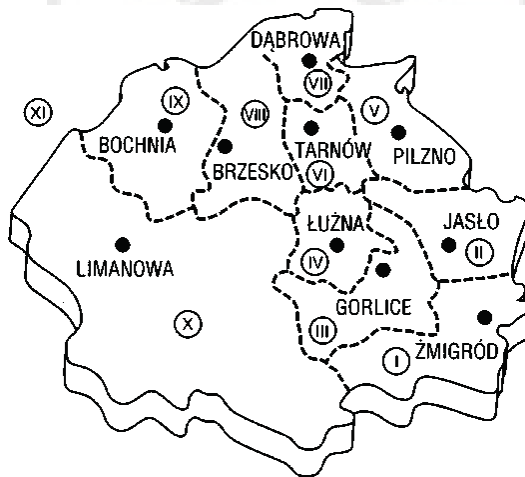 DĄBROWA
VII
IX
XI
VIII
V
BOCHNIA
TARNÓW
PILZNO
BRZESKO
VI
ŁUŻNA
JASŁO
II
IV
LIMANOWA
GORLICE
X
III
ŻMIGRÓD
I